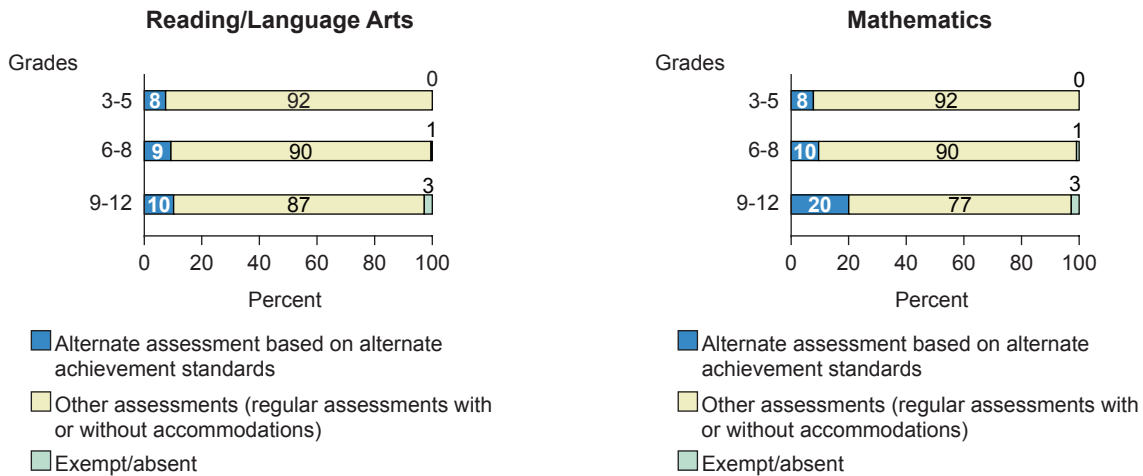 Reading/Language Arts
Grades
0
3-5 8 92
1
6-8 9 90
3
9-12 10 87
0 20 40 60 80 100
Percent
Alternate assessment based on alternate
achievement standards
Other assessments (regular assessments with
or without accommodations)
Exempt/absent
Mathematics
Grades
0
3-5 8 92
1
6-8 10 90
3
9-12 20 77
0 20 40 60 80 100
Percent
Alternate assessment based on alternate
achievement standards
Other assessments (regular assessments with
or without accommodations)
Exempt/absent